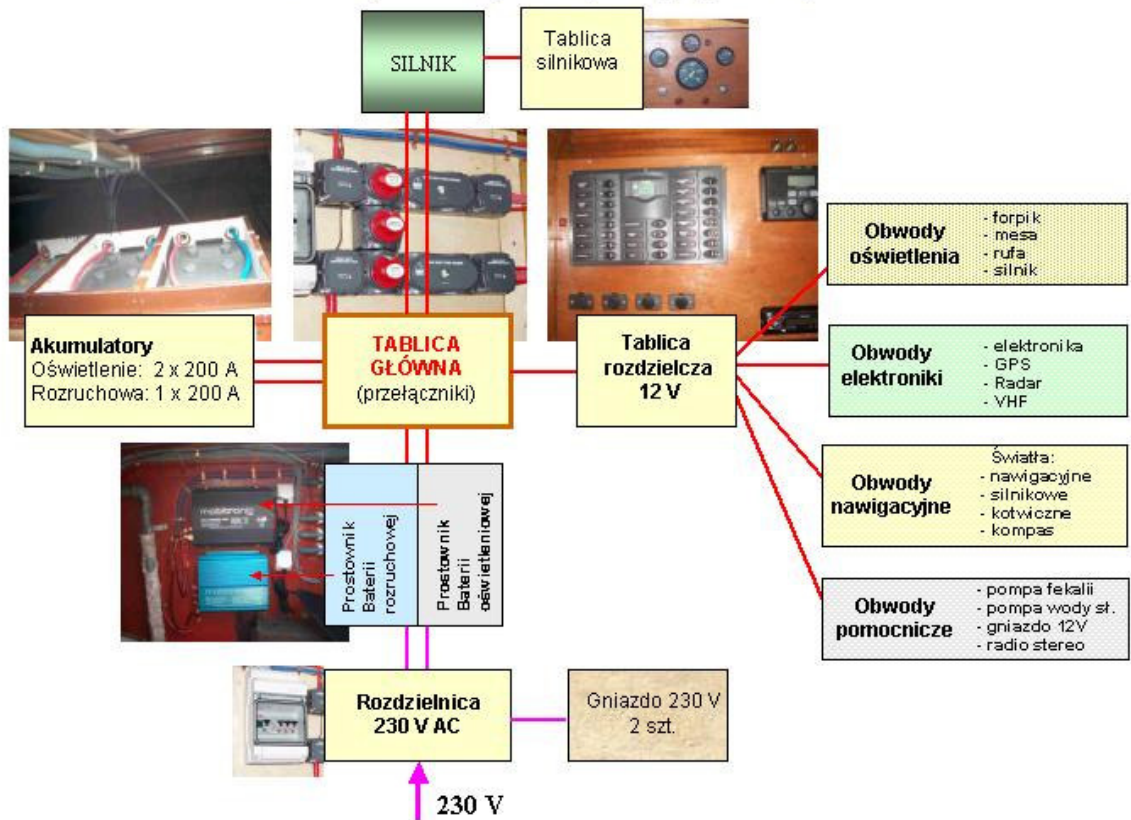 SILNIK
Tablica
silnikowa
Akumulatory
Oświetlenie: 2 x 200 A
Rozruchowa: 1 x 200 A
TABLICA
GŁÓWNA
(przełączniki)
Tablica
rozdzielcza
12 V
Obwody
oświetlenia
- forpik
- mesa
- rufa
- silnik
Obwody
elektroniki
- elektronika
- GPS
- Radar
- VHF
Obwody
nawigacyjne
Światła:
- nawigacyjne
- silnikowe
- kotwiczne
- kompas
Obwody
pomocnicze
- pompa fekalii
- pompa wody sł.
- gniazdo 12V
- radio stereo
mobitronic
Prostownik
Baterii
rozruchowej
Prostownik
Baterii
oświetleniowej
Rozdzielnica
230 V AC
Gniazdo 230 V
2 szt.
230 V